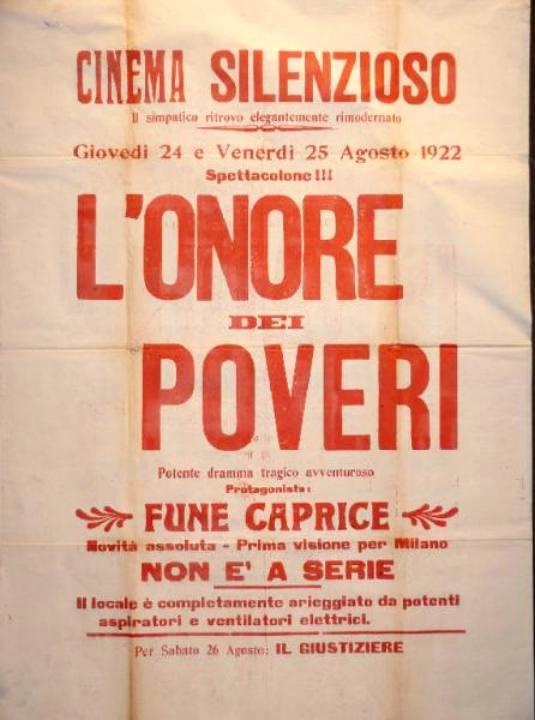 CINEMA SILENZIOSO
Il simpatico ritrovo elegantemente rimodernato
Giovedì 24 e Venerdì 25 Agosto 1922
Spettacolone!!!
L'ONORE
DEI
POVERI
Potente dramma tragico avventuroso
Protagonista:
FUNE CAPRICE
Novità assoluta - Prima visione per Milano
NON E' A SERIE
Il locale è completamente arieggiato da potenti
aspiratori e ventilatori elettrici.
Per Sabato 26 Agosto: IL GIUSTIZIERE